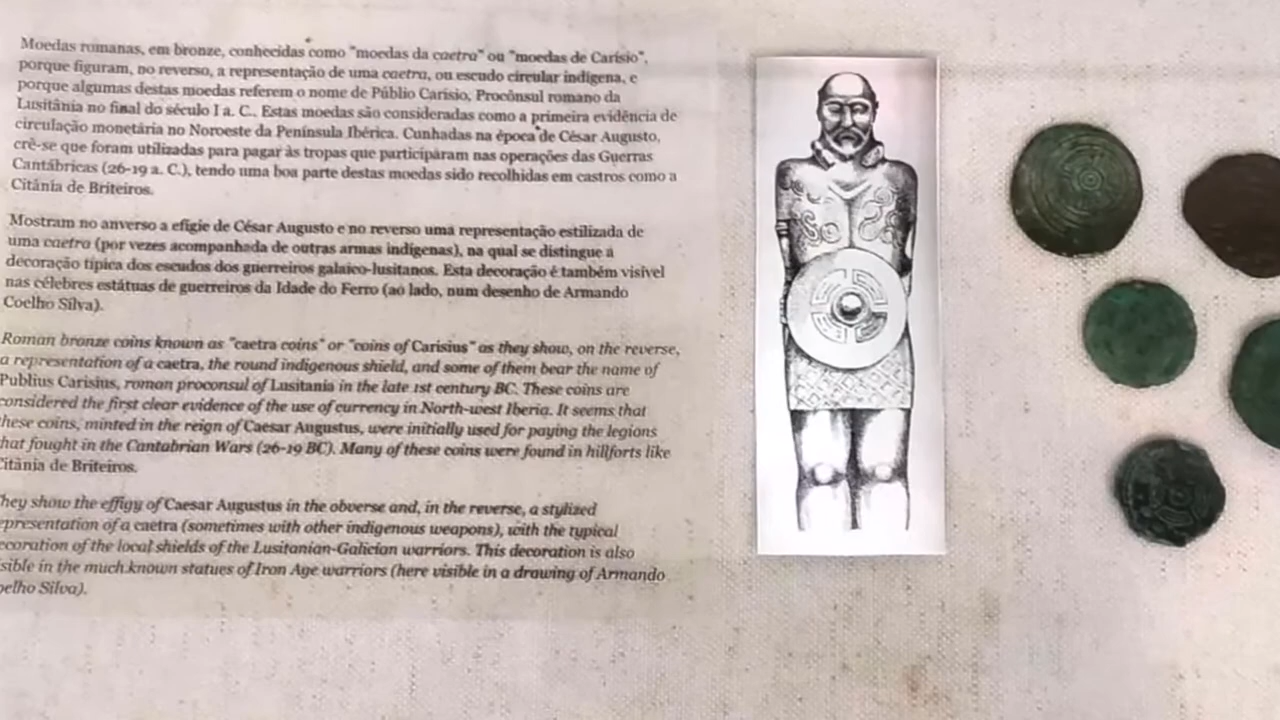 Moedas romanas, em bronze, conhecidas como "moedas da caetra" ou "moedas de Carísio",
porque figuram, no reverso, a representação de uma caetra, ou escudo circular indígena, e
porque algumas destas moedas referem o nome de Públio Carísio, Procônsul romano da
Lusitânia no final do século I a. C.. Estas moedas são consideradas como a primeira evidência de
circulação monetária no Noroeste da Península Ibérica. Cunhadas na época de César Augusto,
crê-se que foram utilizadas para pagar às tropas que participaram nas operações das Guerras
Cantábricas (26-19 a. C.), tendo uma boa parte destas moedas sido recolhidas em castros como a
Citânia de Briteiros.
Mostram no anverso a efígie de César Augusto e no reverso uma representação estilizada de
uma caetra (por vezes acompanhada de outras armas indígenas), na qual se distingue a
decoração típica dos escudos dos guerreiros galaico-lusitanos. Esta decoração é também visível
nas célebres estátuas de guerreiros da Idade do Ferro (ao lado, num desenho de Armando
Coelho Silva).
Roman bronze coins known as "caetra coins" or "coins of Carisius" as they show, on the reverse,
a representation of a caetra, the round indigenous shield, and some of them bear the name of
Publius Carisius, roman proconsul of Lusitania in the late 1st century BC. These coins are
considered the first clear evidence of the use of currency in North-west Iberia. It seems that
hese coins, minted in the reign of Caesar Augustus, were initially used for paying the legions
hat fought in the Cantabrian Wars (26-19 BC). Many of these coins were found in hillforts like
Citânia de Briteiros.
hey show the effigy of Caesar Augustus in the obverse and, in the reverse, a stylized
epresentation of a caetra (sometimes with other indigenous weapons), with the typical
ecoration of the local shields of the Lusitanian-Galician warriors. This decoration is also
sible in the much known statues of Iron Age warriors (here visible in a drawing of Armando
oelho Silva).